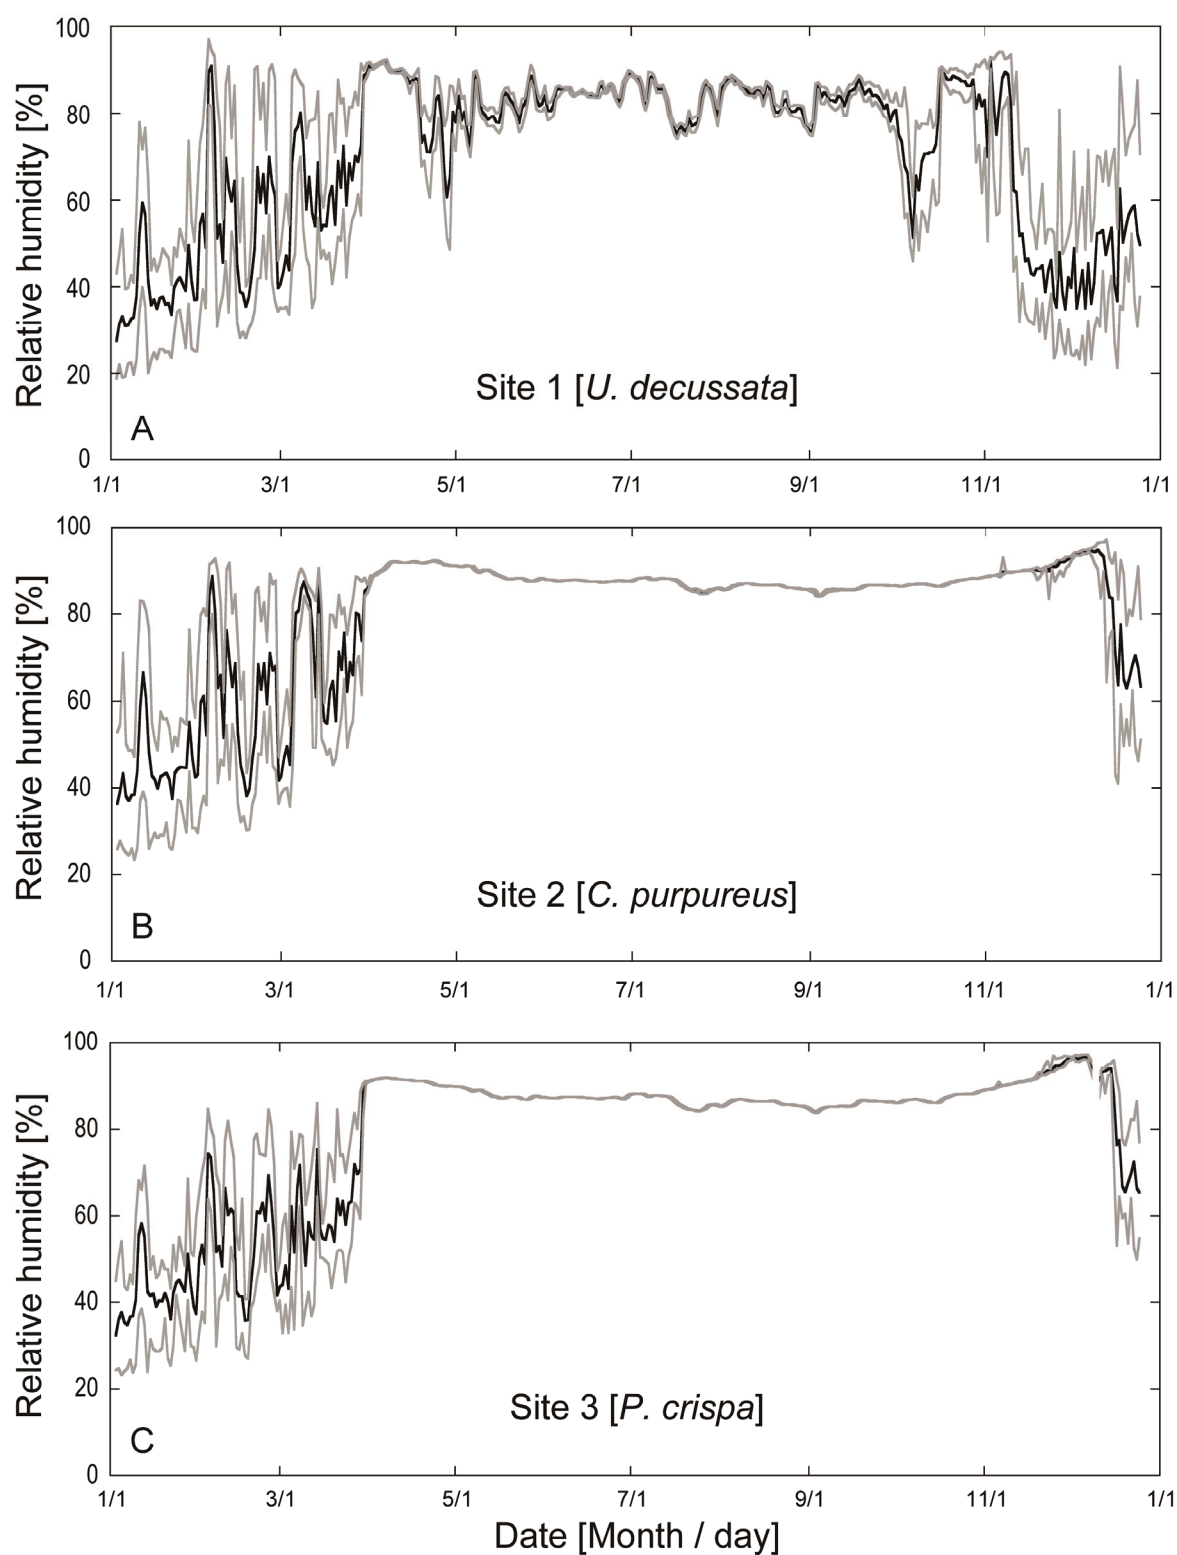 100
80
60
40
20
0
Relative humidity [%]
Site 1 [U. decussata]
A
1/1 3/1 5/1 7/1 9/1 11/1 1/1
100
80
60
40
20
0
Relative humidity [%]
Site 2 [C. purpureus]
B
1/1 3/1 5/1 7/1 9/1 11/1 1/1
100
80
60
40
20
0
Relative humidity [%]
Site 3 [P. crispa]
C
1/1 3/1 5/1 7/1 9/1 11/1 1/1
Date [Month / day]